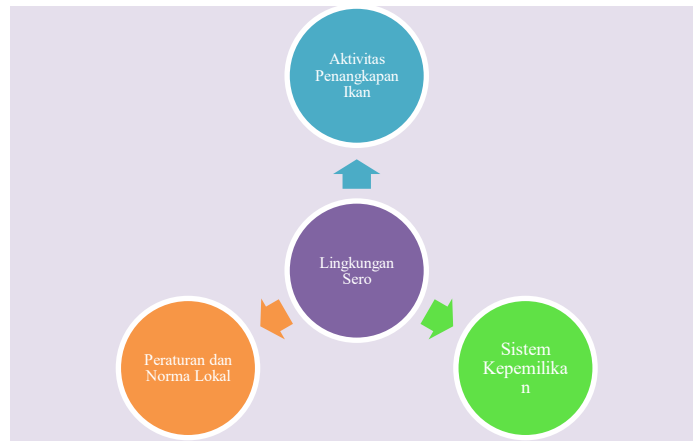 Aktivitas
Penangkapan
Ikan
Lingkungan
Sero
Peraturan dan
Norma Lokal
Sistem
Kepemilika
n